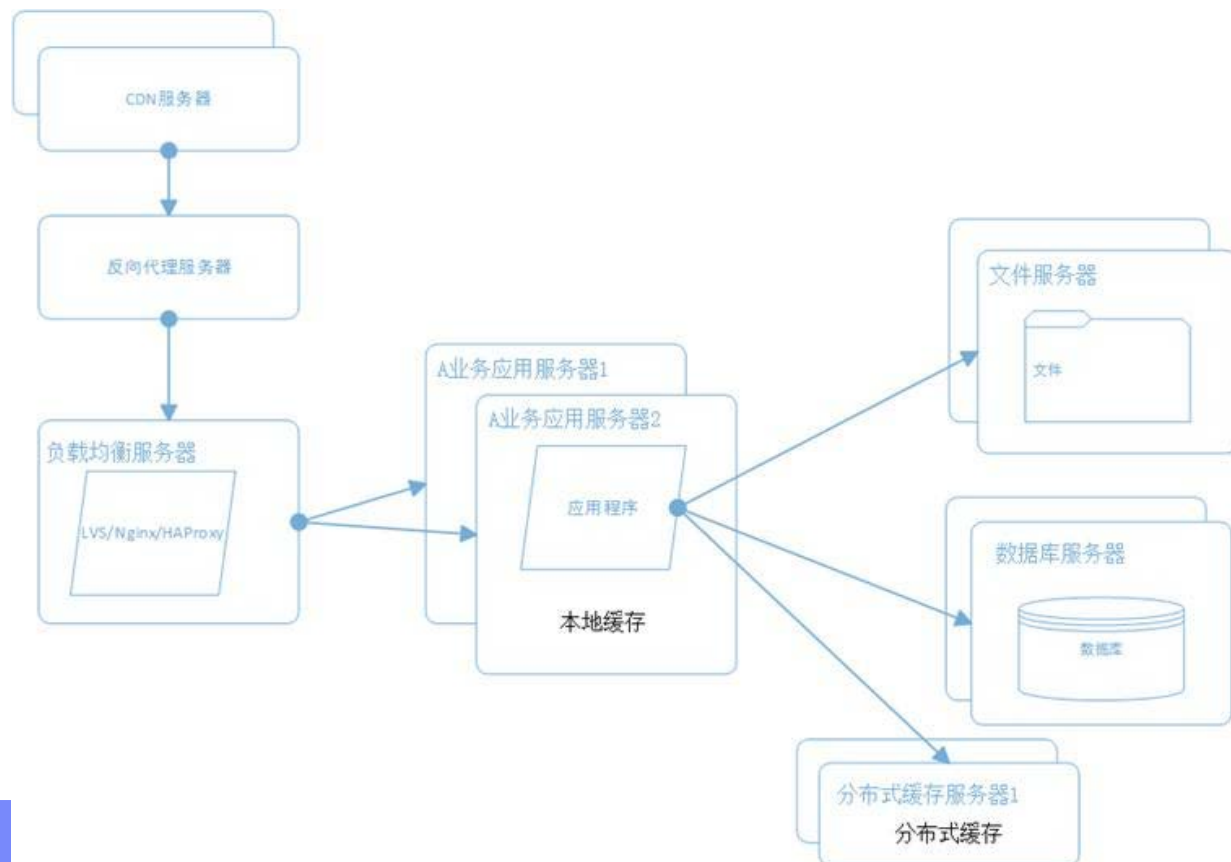 CDN服务器
反向代理服务器
负载均衡服务器
LVS/Nginx/HAProxy
A业务应用服务器1
A业务应用服务器2
应用程序
本地缓存
文件服务器
文件
数据库服务器
数据库
分布式缓存服务器1
分布式缓存